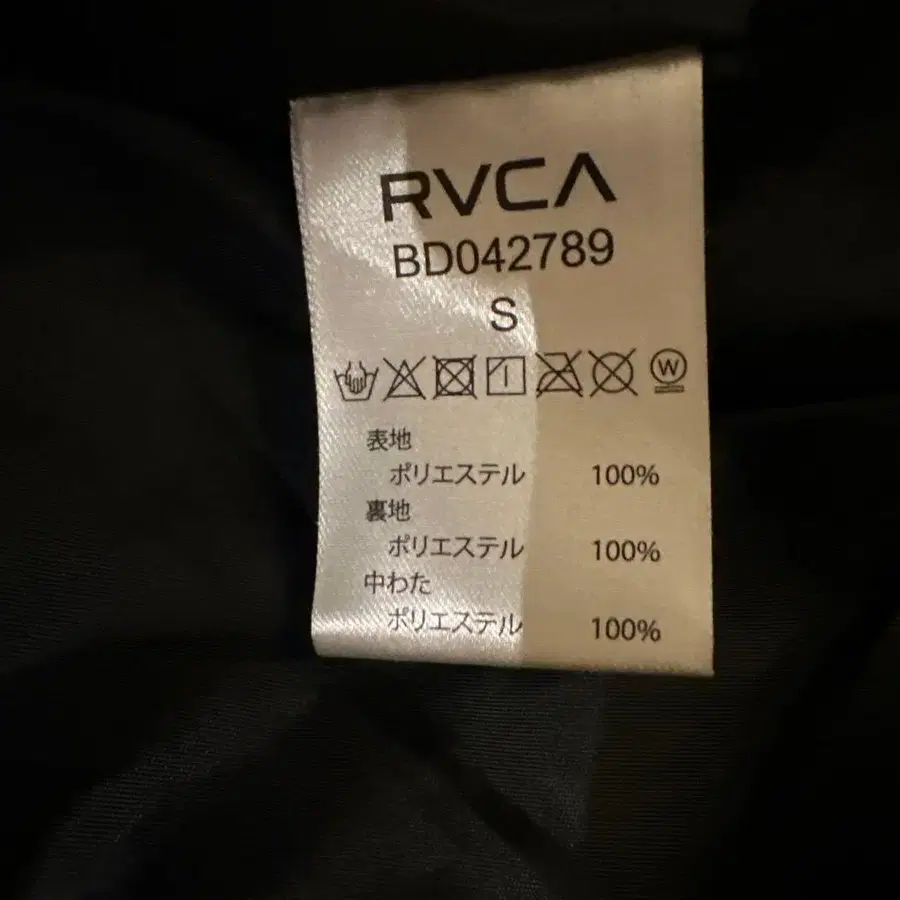 RVCA
BD042789
S
W
表地
ポリエステル 100%
裏地
ポリエステル 100%
中わた
ポリエステル 100%